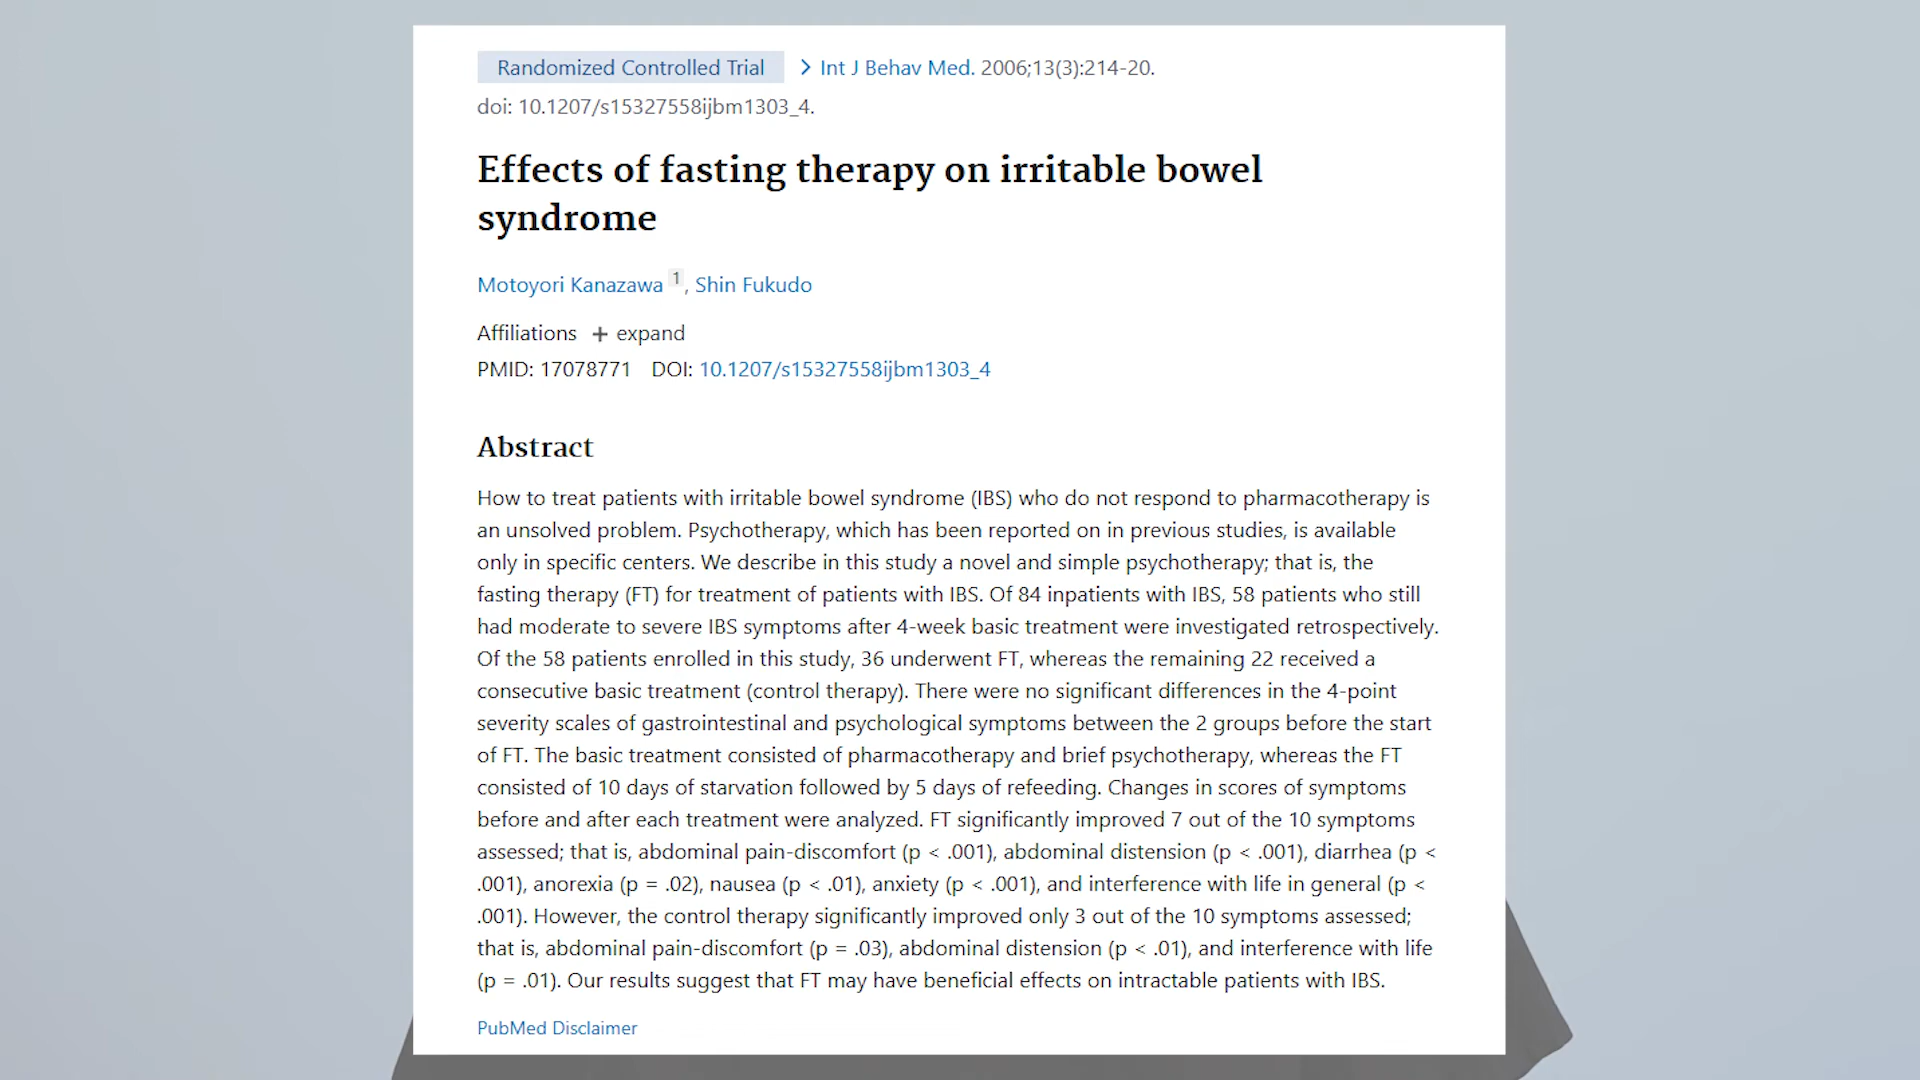 Randomized Controlled Trial > Int J Behav Med. 2006;13(3):214-20.
doi: 10.1207/s15327558ijbm1303_4.
Effects of fasting therapy on irritable bowel
syndrome
Motoyori Kanazawa 1, Shin Fukudo
Affiliations + expand
PMID: 17078771 DOI: 10.1207/s15327558ijbm1303_4
Abstract
How to treat patients with irritable bowel syndrome (IBS) who do not respond to pharmacotherapy is
an unsolved problem. Psychotherapy, which has been reported on in previous studies, is available
only in specific centers. We describe in this study a novel and simple psychotherapy; that is, the
fasting therapy (FT) for treatment of patients with IBS. Of 84 inpatients with IBS, 58 patients who still
had moderate to severe IBS symptoms after 4-week basic treatment were investigated retrospectively.
Of the 58 patients enrolled in this study, 36 underwent FT, whereas the remaining 22 received a
consecutive basic treatment (control therapy). There were no significant differences in the 4-point
severity scales of gastrointestinal and psychological symptoms between the 2 groups before the start
of FT. The basic treatment consisted of pharmacotherapy and brief psychotherapy, whereas the FT
consisted of 10 days of starvation followed by 5 days of refeeding. Changes in scores of symptoms
before and after each treatment were analyzed. FT significantly improved 7 out of the 10 symptoms
assessed; that is, abdominal pain-discomfort (p < .001), abdominal distension (p < .001), diarrhea (p <
.001), anorexia (p = .02), nausea (p < .01), anxiety (p < .001), and interference with life in general (p <
.001). However, the control therapy significantly improved only 3 out of the 10 symptoms assessed;
that is, abdominal pain-discomfort (p = .03), abdominal distension (p < .01), and interference with life
(p = .01). Our results suggest that FT may have beneficial effects on intractable patients with IBS.
PubMed Disclaimer